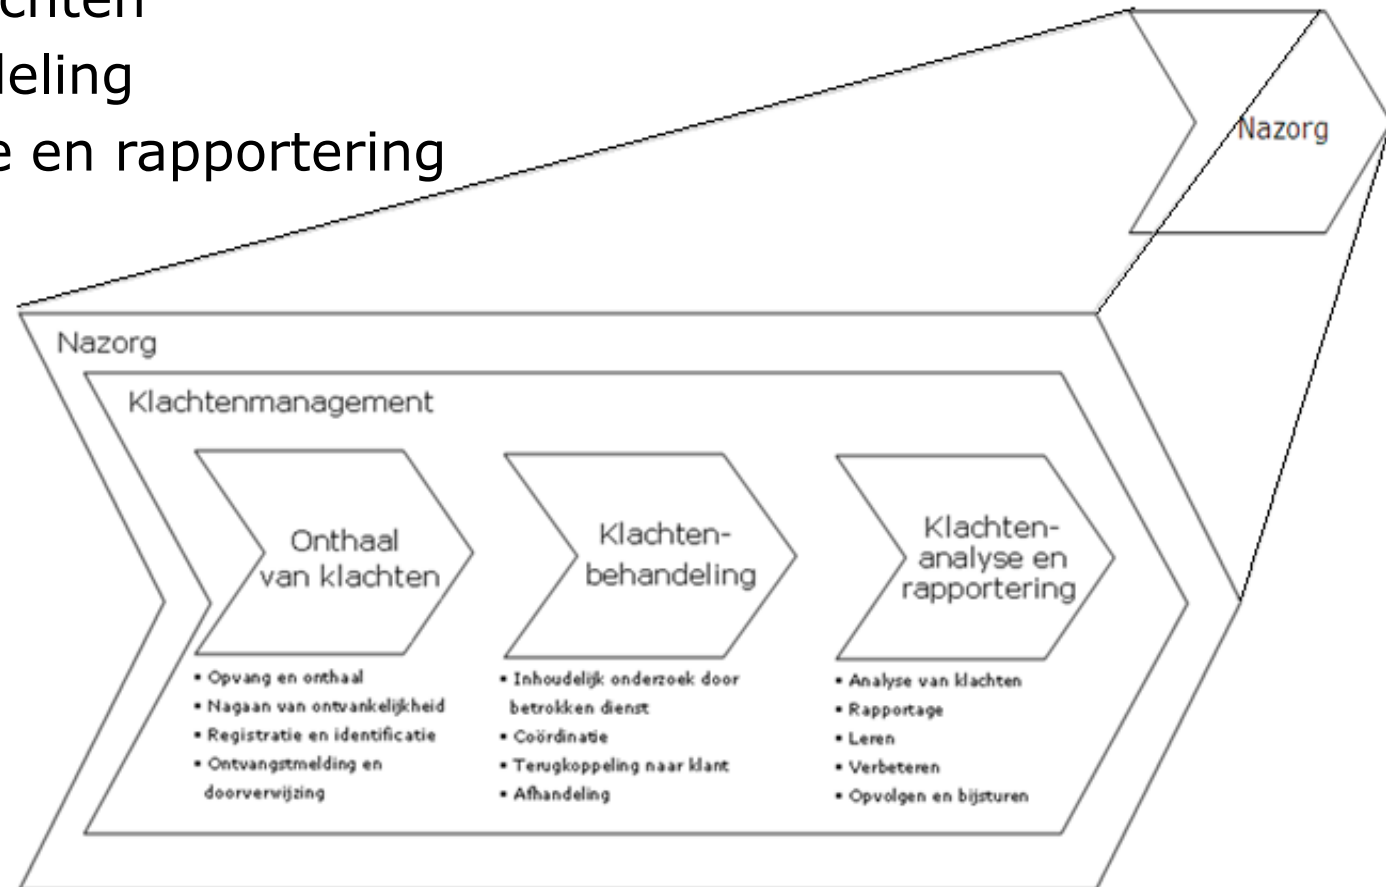 chten
deling
e en rapportering
Nazorg
Nazorg
Klachtenmanagement
Onthaal
van klachten
Klachten-
behandeling
Klachten-
analyse en
rapportering
• Opvang en onthaal
• Nagaan van ontvankelijkheid
• Registratie en identificatie
• Ontvangstmelding en
doorverwijzing
• Inhoudelijk onderzoek door
betrokken dienst
• Coördinatie
• Terugkoppeling naar klant
• Afhandeling
• Analyse van klachten
• Rapportage
• Leren
• Verbeteren
• Opvolgen en bijsturen